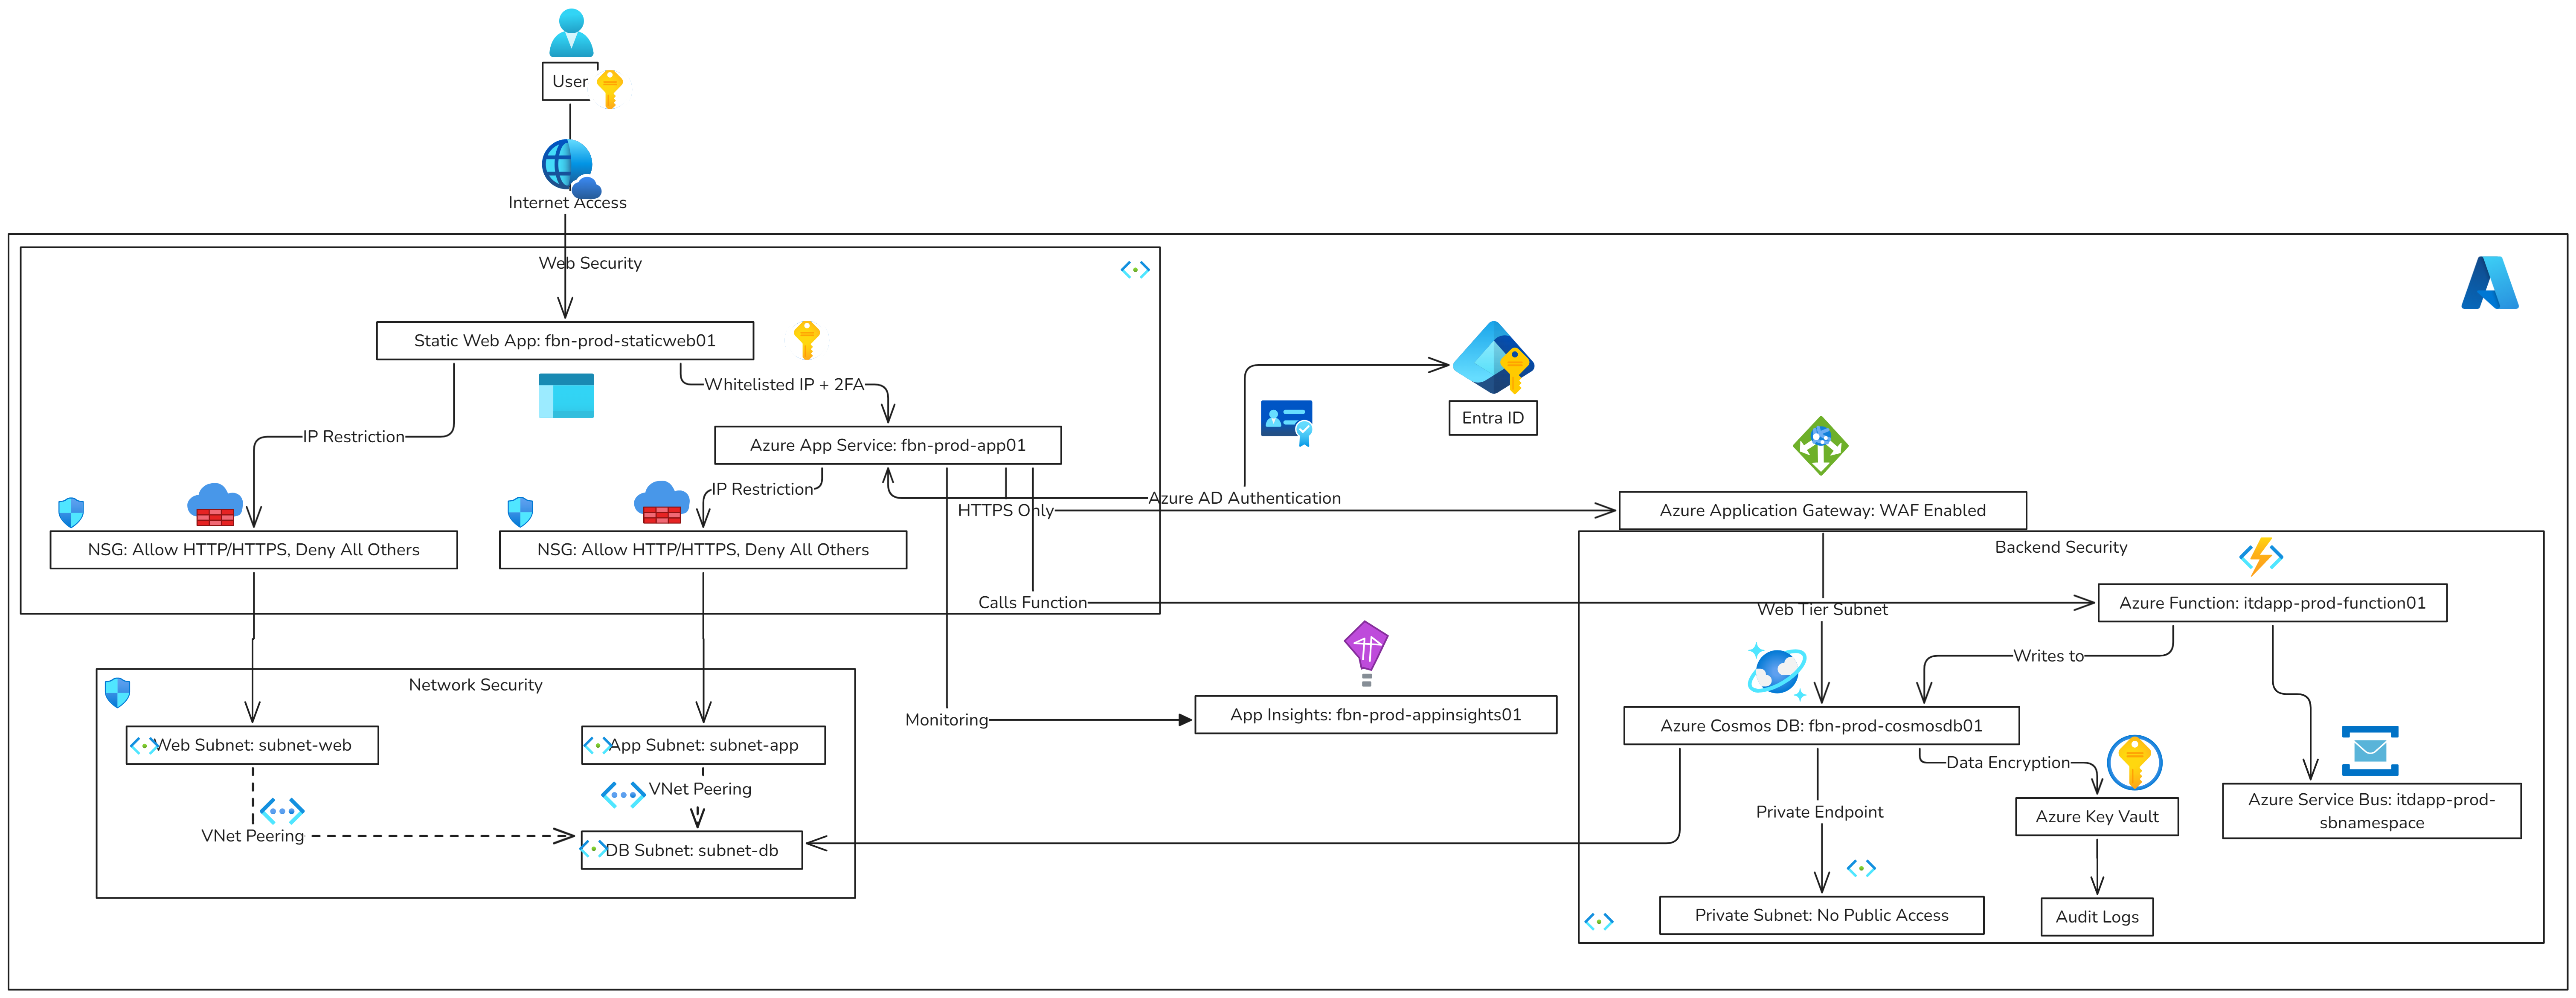 User
Internet Access
Web Security
Static Web App: fbn-prod-staticweb01
Whitelisted IP + 2FA
IP Restriction
Azure App Service: fbn-prod-app01
IP Restriction
HTTPS Only
Azure AD Authentication
Entra ID
Azure Application Gateway: WAF Enabled
NSG: Allow HTTP/HTTPS, Deny All Others
NSG: Allow HTTP/HTTPS, Deny All Others
Backend Security
Calls Function
Web Tier Subnet
Azure Function: itdapp-prod-function01
Writes to
Network Security
Monitoring
App Insights: fbn-prod-appinsights01
Azure Cosmos DB: fbn-prod-cosmosdb01
Web Subnet: subnet-web
App Subnet: subnet-app
VNet Peering
VNet Peering
DB Subnet: subnet-db
Data Encryption
Private Endpoint
Azure Key Vault
Azure Service Bus: itdapp-prod-
sbnamespace
Private Subnet: No Public Access
Audit Logs